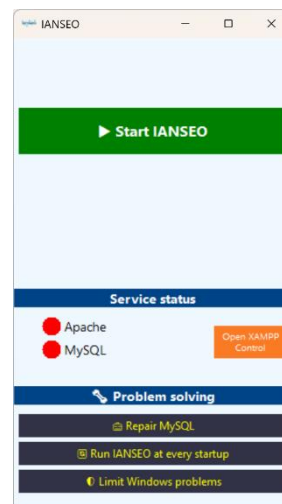 IANSEO
Start IANSEO
Service status
Apache
MySQL
Open XAMPP
Control
Problem solving
Repair MySQL
Run IANSEO at every startup
Limit Windows problems